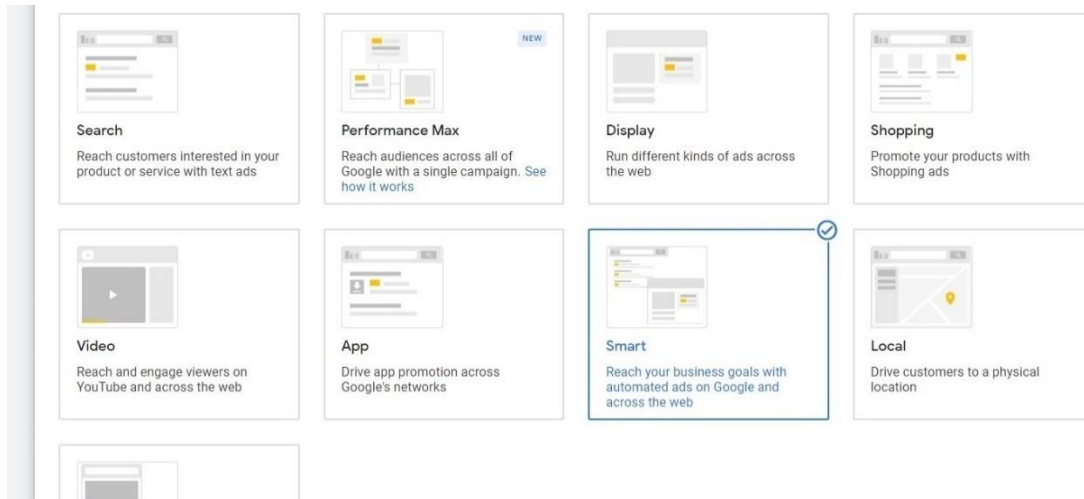 Search
Reach customers interested in your
product or service with text ads
NEW
Performance Max
Reach audiences across all of
Google with a single campaign. See
how it works
Display
Run different kinds of ads across
the web
Shopping
Promote your products with
Shopping ads
Video
Reach and engage viewers on
YouTube and across the web
App
Drive app promotion across
Google's networks
Smart
Reach your business goals with
automated ads on Google and
across the web
Local
Drive customers to a physical
location